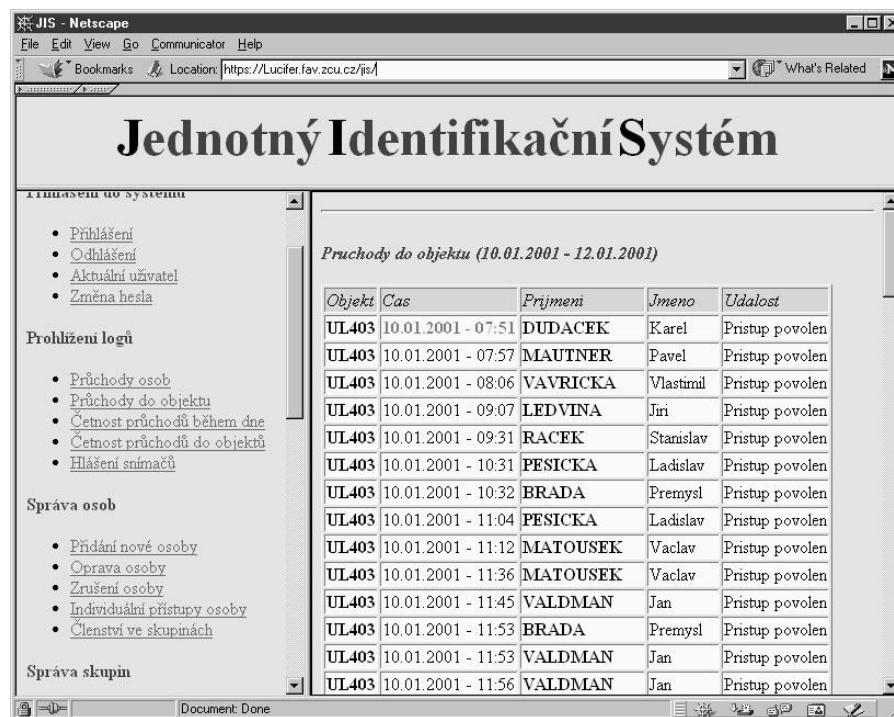 JIS - Netscape
File Edit View Go Communicator Help
Bookmarks Location: https://Lucifer.fav.zcu.cz/jis/ What's Related
Jednotný Identifikační Systém
Přihlášení do systému
Přihlášení
Odhlášení
Aktuální uživatel
Změna hesla
Prohlížení logů
Průchody osob
Průchody do objektu
Četnost průchodů během dne
Četnost průchodů do objektů
Hlášení snímačů
Správa osob
Přidání nové osoby
Oprava osoby
Zrušení osoby
Individuální přístupy osoby
Členství ve skupinách
Správa skupin
Pruchody do objektu (10.01.2001 - 12.01.2001)
Objekt Cas Prijmeni Jmeno Udalost
UL403 10.01.2001 - 07:51 DUDACEK Karel Pristup povolen
UL403 10.01.2001 - 07:57 MAUTNER Pavel Pristup povolen
UL403 10.01.2001 - 08:06 VAVRICKA Vlastimil Pristup povolen
UL403 10.01.2001 - 09:07 LEDVINA Jiri Pristup povolen
UL403 10.01.2001 - 09:31 RACEK Stanislav Pristup povolen
UL403 10.01.2001 - 10:31 PESICKA Ladislav Pristup povolen
UL403 10.01.2001 - 10:32 BRADA Premysl Pristup povolen
UL403 10.01.2001 - 11:04 PESICKA Ladislav Pristup povolen
UL403 10.01.2001 - 11:12 MATOUSEK Vaclav Pristup povolen
UL403 10.01.2001 - 11:36 MATOUSEK Vaclav Pristup povolen
UL403 10.01.2001 - 11:45 VALDMAN Jan Pristup povolen
UL403 10.01.2001 - 11:53 BRADA Premysl Pristup povolen
UL403 10.01.2001 - 11:53 VALDMAN Jan Pristup povolen
UL403 10.01.2001 - 11:56 VALDMAN Jan Pristup povolen
Document: Done